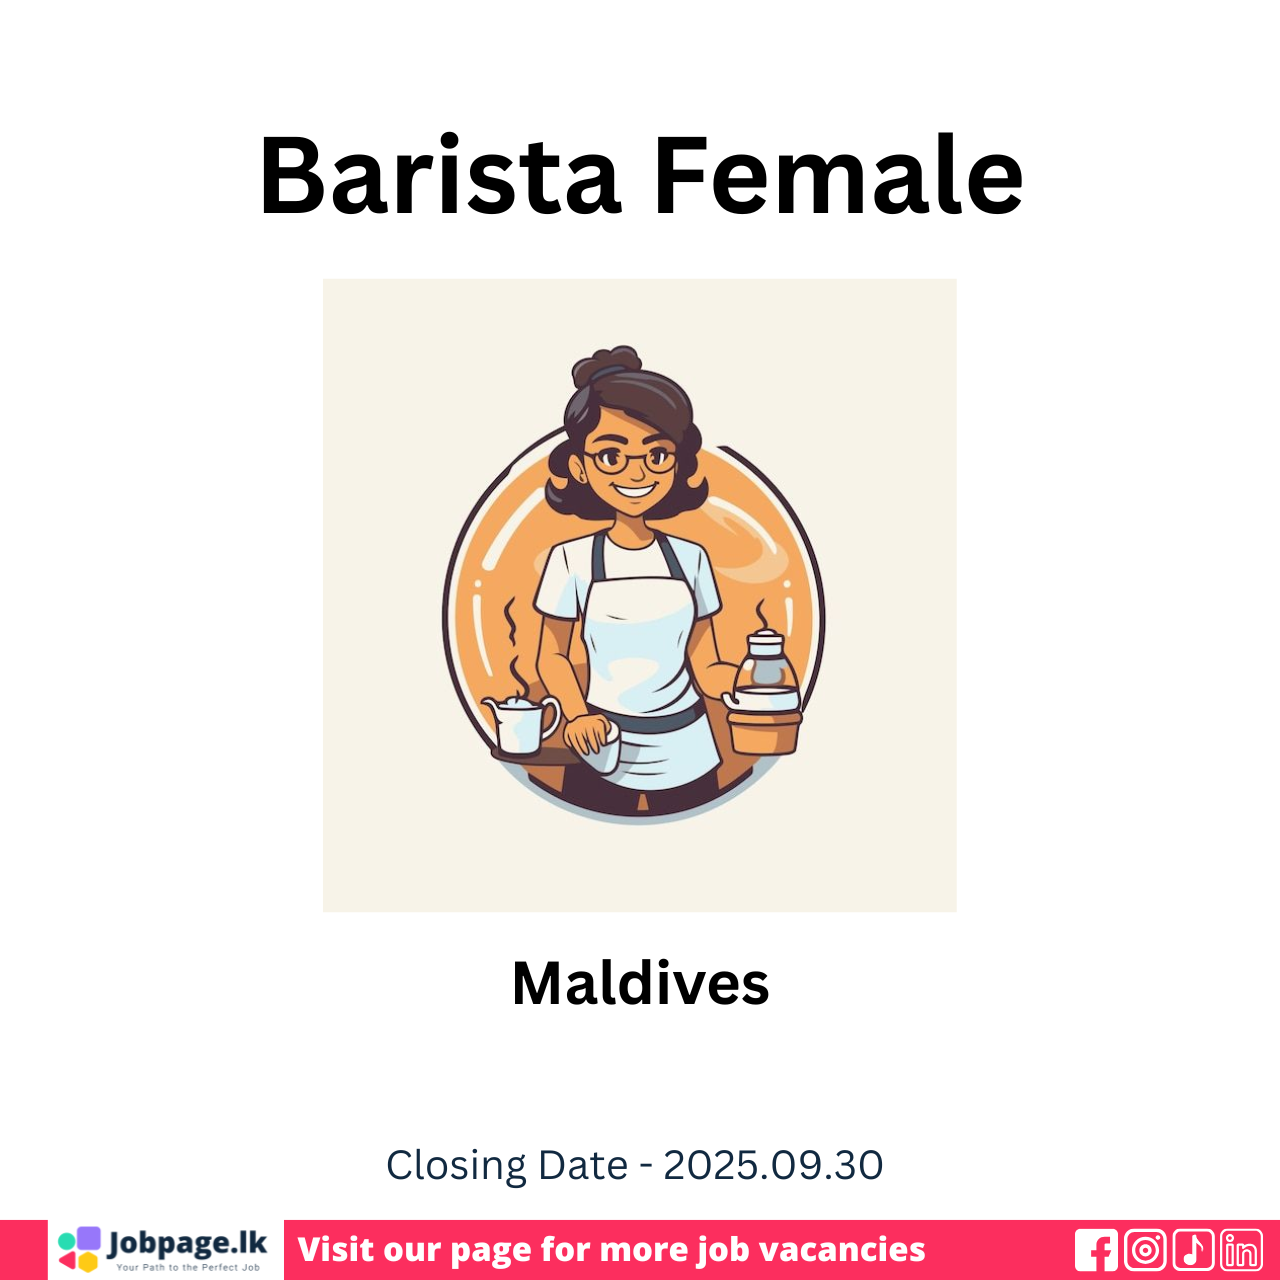 Barista Female
Maldives
Closing Date - 2025.09.30
Jobpage.lk
Your Path to the Perfect Job
Visit our page for more job vacancies